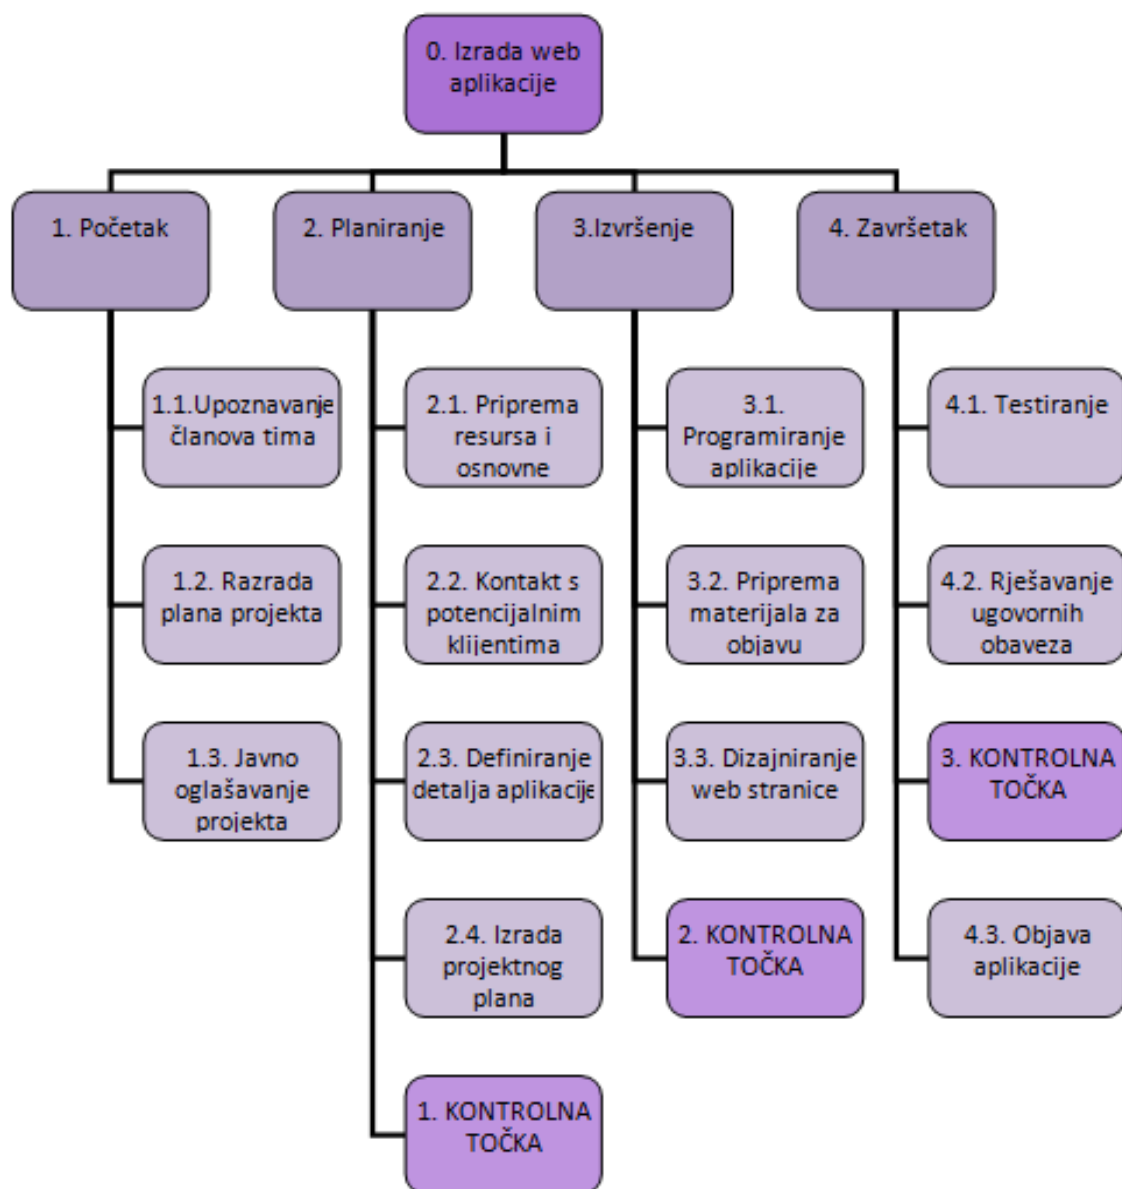 0. Izrada web
aplikacije
1. Početak
2. Planiranje
3.Izvršenje
4. Završetak
1.1.Upoznavanje
članova tima
2.1. Priprema
resursa i
osnovne
3.1.
Programiranje
aplikacije
4.1. Testiranje
1.2. Razrada
plana projekta
2.2. Kontakt s
potencijalnim
klijentima
3.2. Priprema
materijala za
objavu
4.2. Rješavanje
ugovornih
obaveza
1.3. Javno
oglašavanje
projekta
2.3. Definiranje
detalja aplikacije
3.3. Dizajniranje
web stranice
3. KONTROLNA
TOČKA
2.4. Izrada
projektnog
plana
2. KONTROLNA
TOČKA
4.3. Objava
aplikacije
1. KONTROLNA
TOČKA